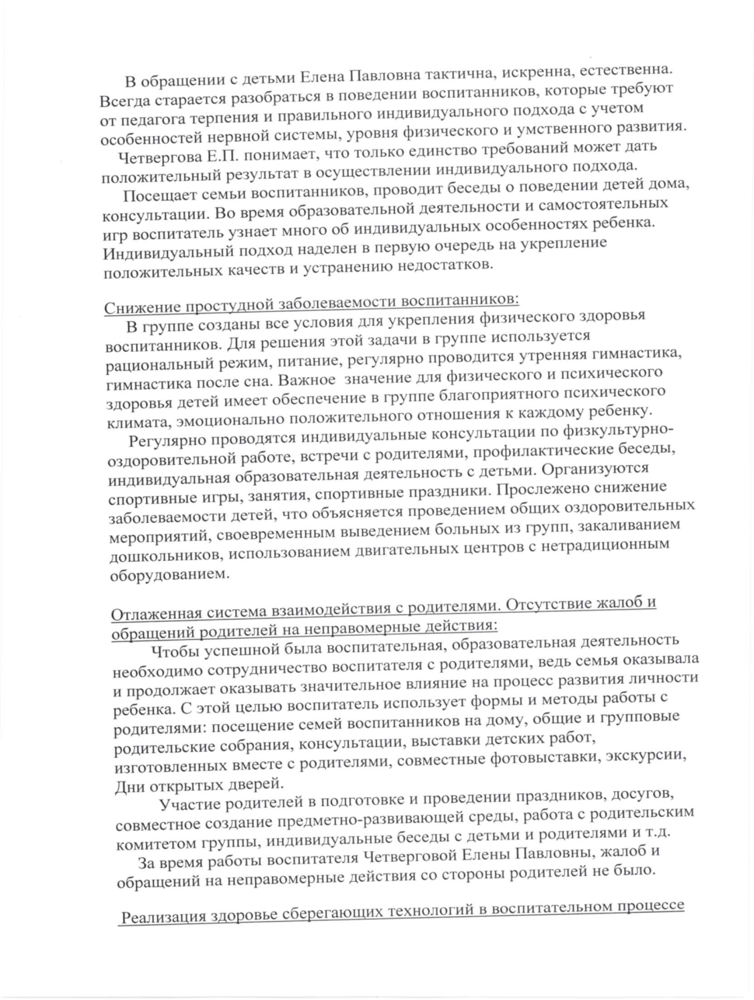 В обращении с детьми Елена Павловна тактична, искренна, естественна.
Всегда старается разобраться в поведении воспитанников, которые требуют
от педагога терпения и правильного индивидуального подхода с учетом
особенностей нервной системы, уровня физического и умственного развития.
Четвергова Е.П. понимает, что только единство требований может дать
положительный результат в осуществлении индивидуального подхода.
Посещает семьи воспитанников, проводит беседы о поведении детей дома,
консультации. Во время образовательной деятельности и самостоятельных
игр воспитатель узнает много об индивидуальных особенностях ребенка.
Индивидуальный подход наделен в первую очередь на укрепление
положительных качеств и устранению недостатков.
Снижение простудной заболеваемости воспитанников:
В группе созданы все условия для укрепления физического здоровья
воспитанников. Для решения этой задачи в группе используется
рациональный режим, питание, регулярно проводится утренняя гимнастика,
гимнастика после сна. Важное  значение для физического и психического
здоровья детей имеет обеспечение в группе благоприятного психического
климата, эмоционально положительного отношения к каждому ребенку.
Регулярно проводятся индивидуальные консультации по физкультурно-
оздоровительной работе, встречи с родителями, профилактические беседы,
индивидуальная образовательная деятельность с детьми. Организуются
спортивные игры, занятия, спортивные праздники. Прослежено снижение
заболеваемости детей, что объясняется проведением общих оздоровительных
мероприятий, своевременным выведением больных из групп, закаливанием
дошкольников, использованием двигательных центров с нетрадиционным
оборудованием.
Отлаженная система взаимодействия с родителями. Отсутствие жалоб и
обращений родителей на неправомерные действия:
Чтобы успешной была воспитательная, образовательная деятельность
необходимо сотрудничество воспитателя с родителями, ведь семья оказывала
и продолжает оказывать значительное влияние на процесс развития личности
ребенка. С этой целью воспитатель использует формы и методы работы с
родителями: посещение семей воспитанников на дому, общие и групповые
родительские собрания, консультации, выставки детских работ,
изготовленных вместе с родителями, совместные фотовыставки, экскурсии,
Дни открытых дверей.
Участие родителей в подготовке и проведении праздников, досугов,
совместное создание предметно-развивающей среды, работа с родительским
комитетом группы, индивидуальные беседы с детьми и родителями и т.д.
За время работы воспитателя Четверговой Елены Павловны, жалоб и
обращений на неправомерные действия со стороны родителей не было.
Реализация здоровье сберегающих технологий в воспитательном процессе